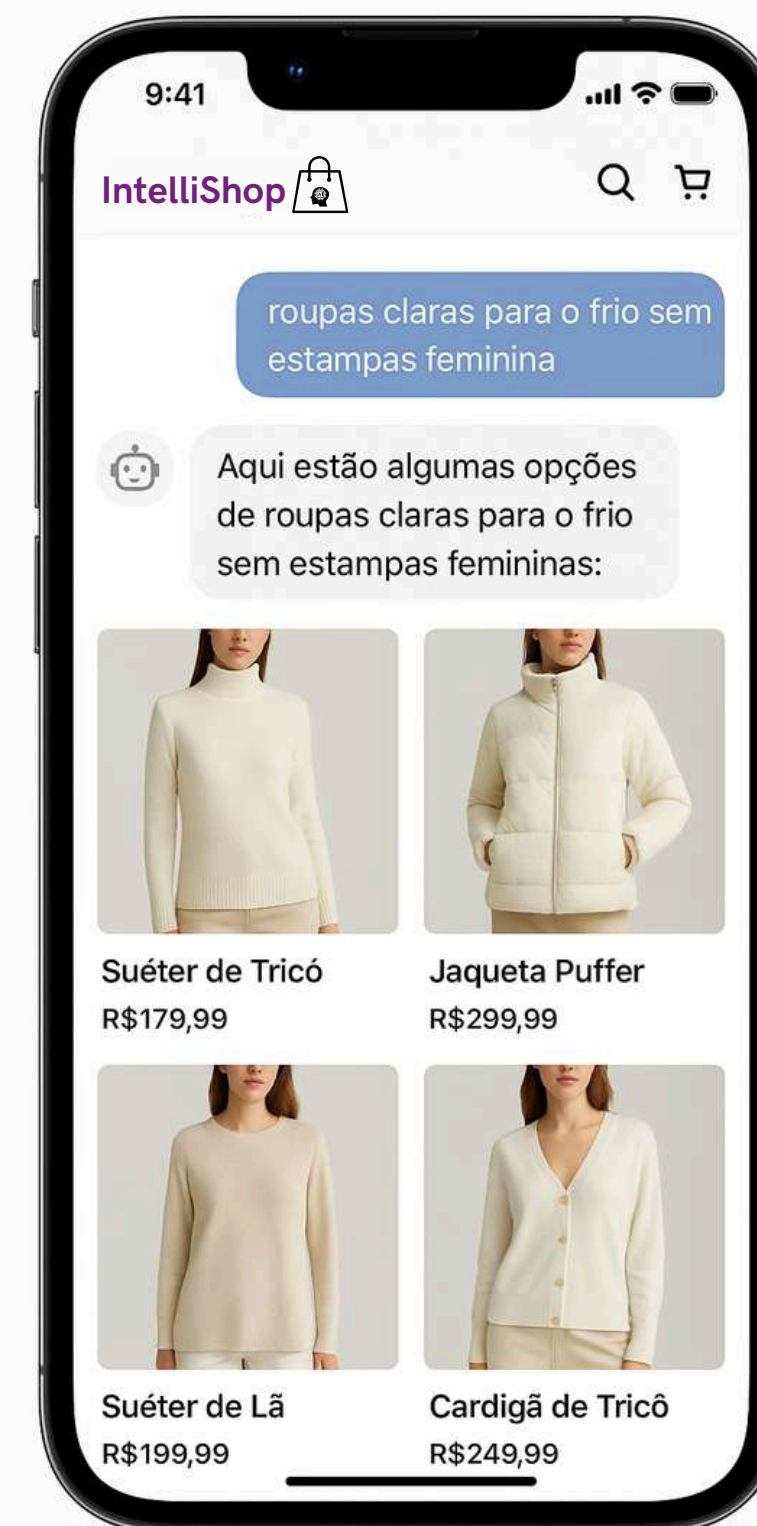 9:41
IntelliShop
roupas claras para o frio sem
estampas feminina
Aqui estão algumas opções
de roupas claras para o frio
sem estampas femininas:
Suéter de Tricó
Jaqueta Puffer
R$179,99
R$299,99
Suéter de Lã
Cardigã de Tricô
R$199,99
R$249,99